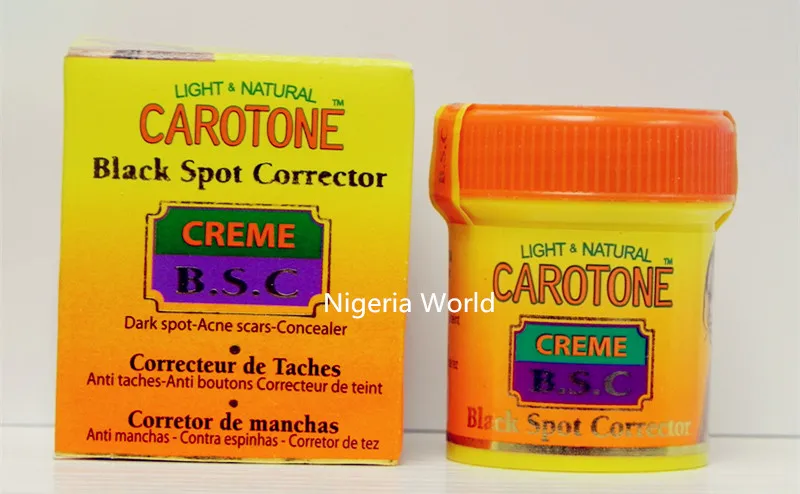 LIGHT & NATURAL
CAROTONE™
Black Spot Corrector
CREME
B.S.C
Dark spot-Acne scars-Concealer
• Correcteur de Taches
Anti taches-Anti boutons Correcteur de teint
• Corretor de manchas
Anti manchas - Contra espinhas - Corretor de tez
Nigeria World
B.S.C
LIGHT & NATURAL
CAROTONE™
CREME
B.S.C
Black Spot Corrector